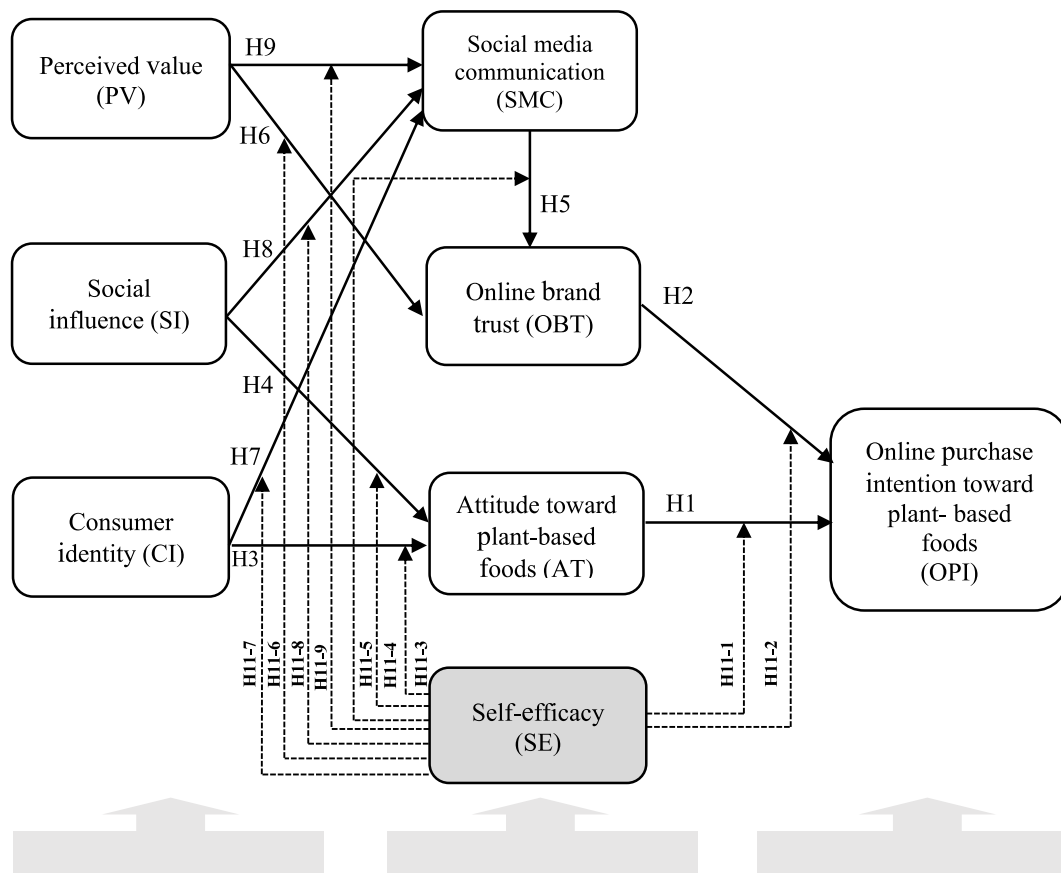 Perceived value
(PV)
H9
Social media
communication
(SMC)
H6
H5
H8
Social
influence (SI)
Online brand
trust (OBT)
H2
H4
H7
Consumer
identity (CI)
H3
Attitude toward
plant-based
foods (AT)
H1
Online purchase
intention toward
plant- based
foods
(OPI)
H11-7
H11-6
H11-8
H11-9
H11-5
H11-4
H11-3
H11-1
H11-2
Self-efficacy
(SE)